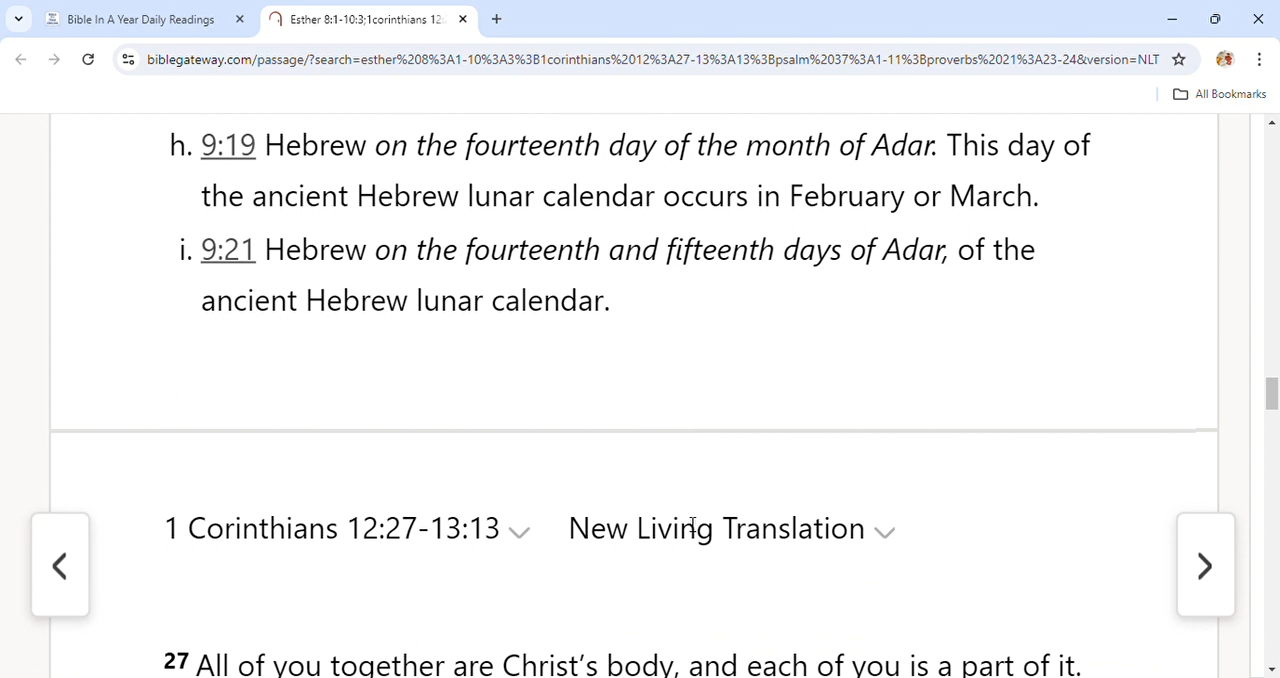 Bible In A Year Daily Readings
Esther 8:1-10:3;1corinthians 12:
biblegateway.com/passage/?search=esther%208%3A1-10%3A3%3B1corinthians%2012%3A27-13%3A13%3Bpsalm%2037%3A1-11%3Bproverbs%2021%3A23-24&version=NLT
All Bookmarks
h. 9:19 Hebrew on the fourteenth day of the month of Adar. This day of
the ancient Hebrew lunar calendar occurs in February or March.
i. 9:21 Hebrew on the fourteenth and fifteenth days of Adar, of the
ancient Hebrew lunar calendar.
1 Corinthians 12:27-13:13 New Living Translation
27 All of you together are Christ’s body, and each of you is a part of it.